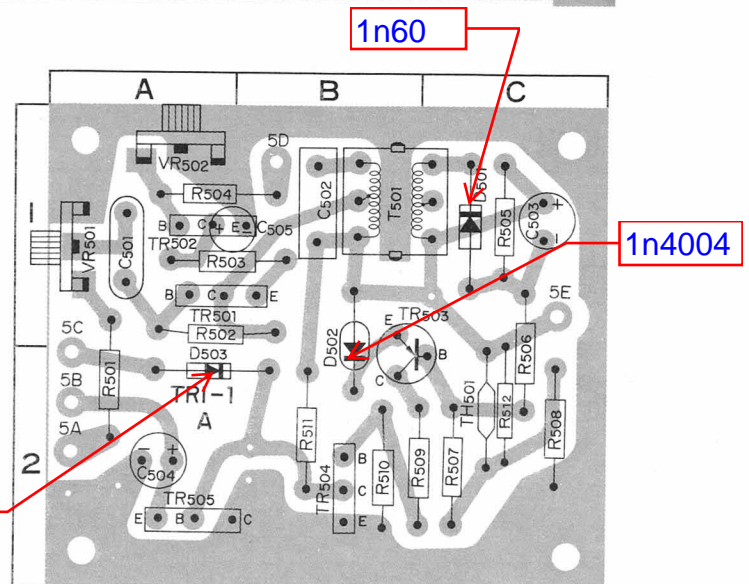 1n60
A B C
5D
VR502
D501
R504
C502
T501
R505
C503
+
−
1
B C E
+ −
C505
TR502
VR501
C501
R503
1n4004
B C E
TR501
5E
E
TR503
R502
D502
B
R506
5C
D503
C
R501
TRI-1
A
5B
TH501
R512
R508
5A
R511
2
− +
C504
B
R510
R509
R507
TR504
C
TR505
E B C
E